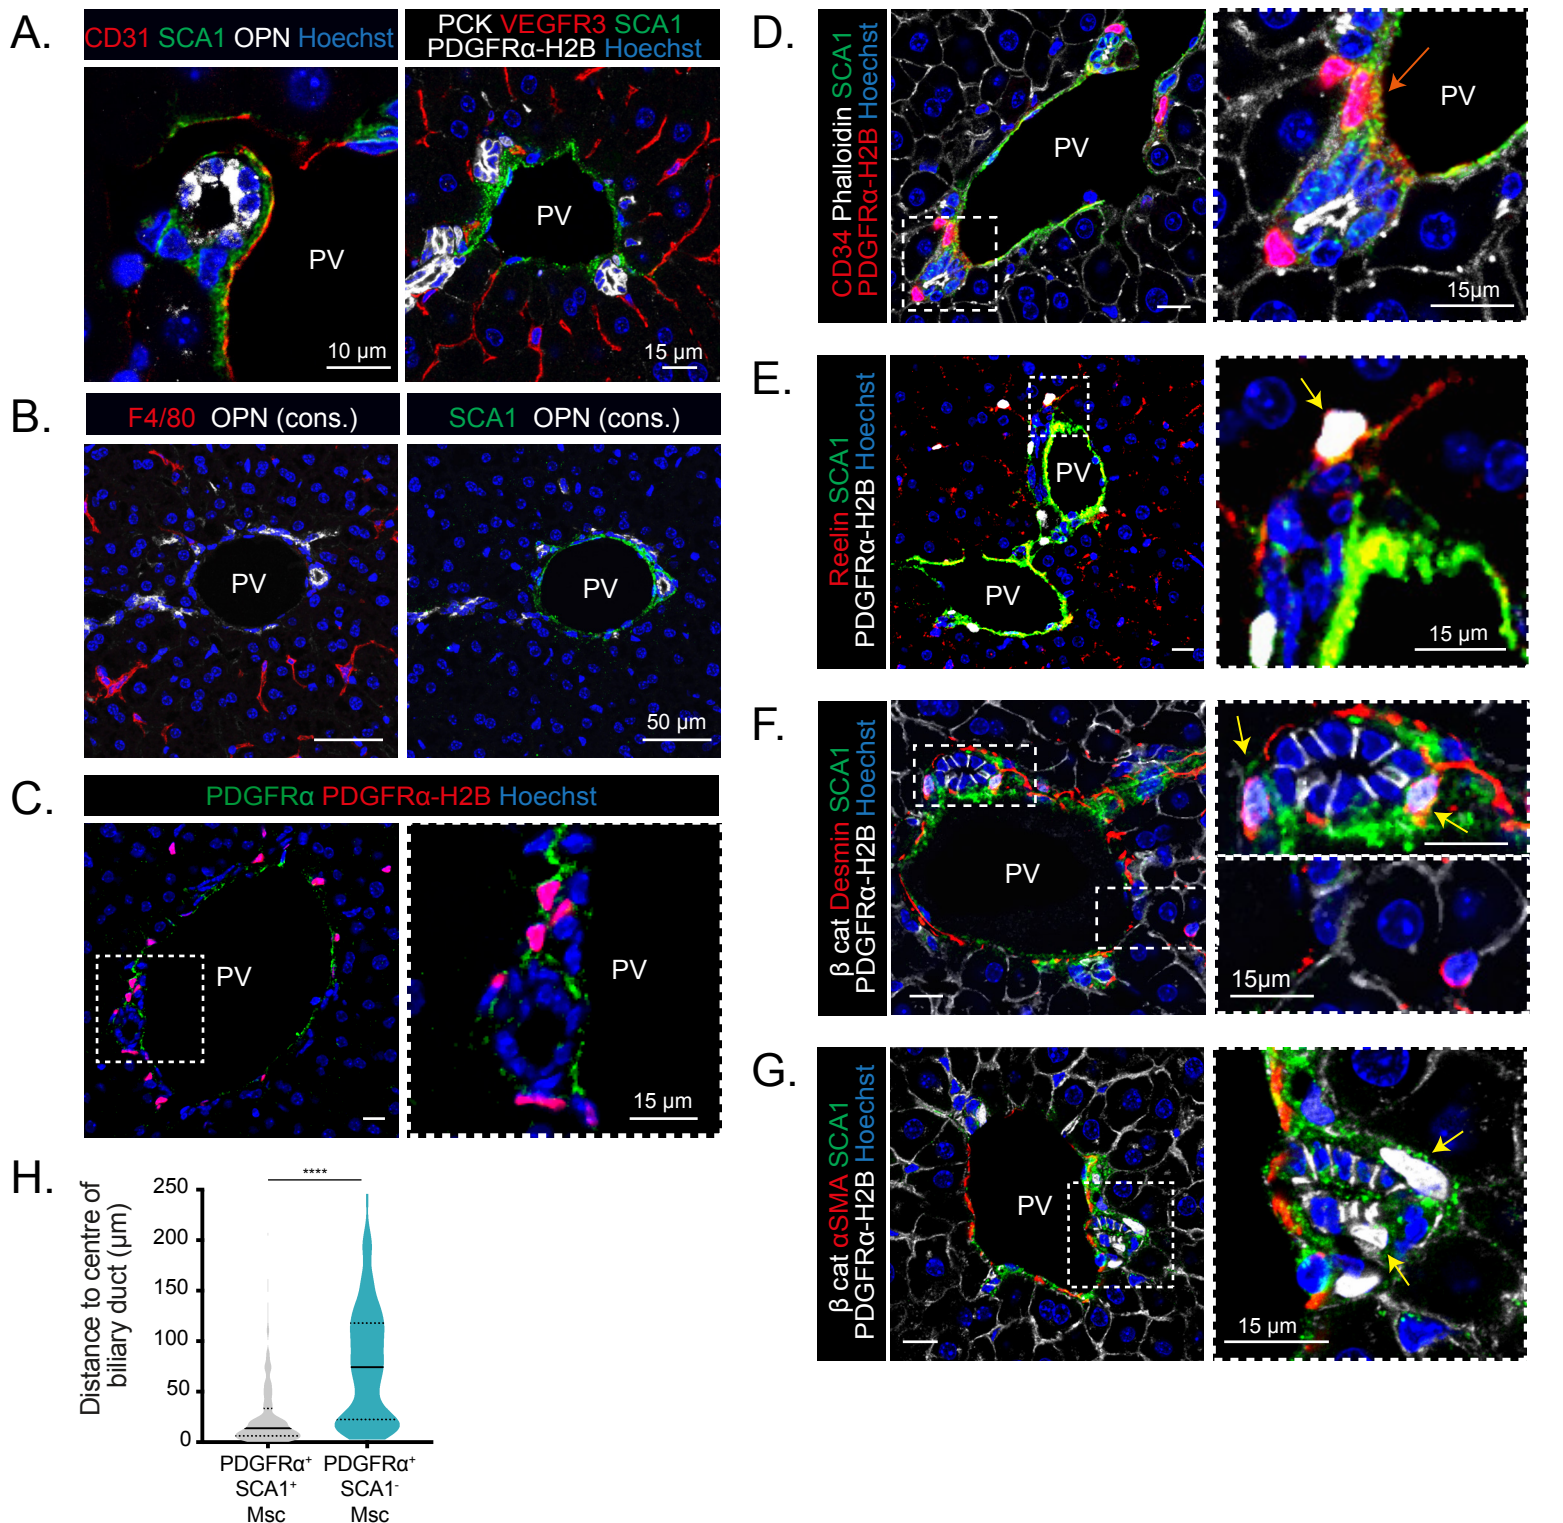 A.
CD31 SCA1 OPN Hoechst
PCK VEGFR3 SCA1
PDGFRα-H2B Hoechst
PV
10 µm
PV
15 µm
B.
F4/80 OPN (cons.)
SCA1 OPN (cons.)
PV
PV
50 µm
C.
PDGFRα PDGFRα-H2B Hoechst
PV
PV
15 µm
D.
CD34 Phalloidin SCA1
PDGFRα-H2B Hoechst
PV
PV
15µm
E.
Reelin SCA1
PDGFRα-H2B Hoechst
PV
PV
15 µm
F.
β cat Desmin SCA1
PDGFRα-H2B Hoechst
PV
15µm
G.
β cat αSMA SCA1
PDGFRα-H2B Hoechst
PV
15 µm
H.
Distance to centre of
biliary duct (µm)
250
200
150
100
50
0
****
PDGFRα⁺
SCA1⁺
Msc
PDGFRα⁺
SCA1⁻
Msc